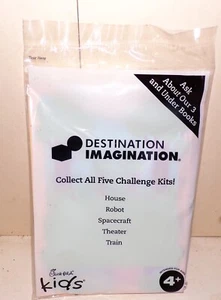 Ask
About Our 3
and Under Books
DESTINATION
IMAGINATION
Collect All Five Challenge Kits!
House
Robot
Spacecraft
Theater
Train
kids
4+